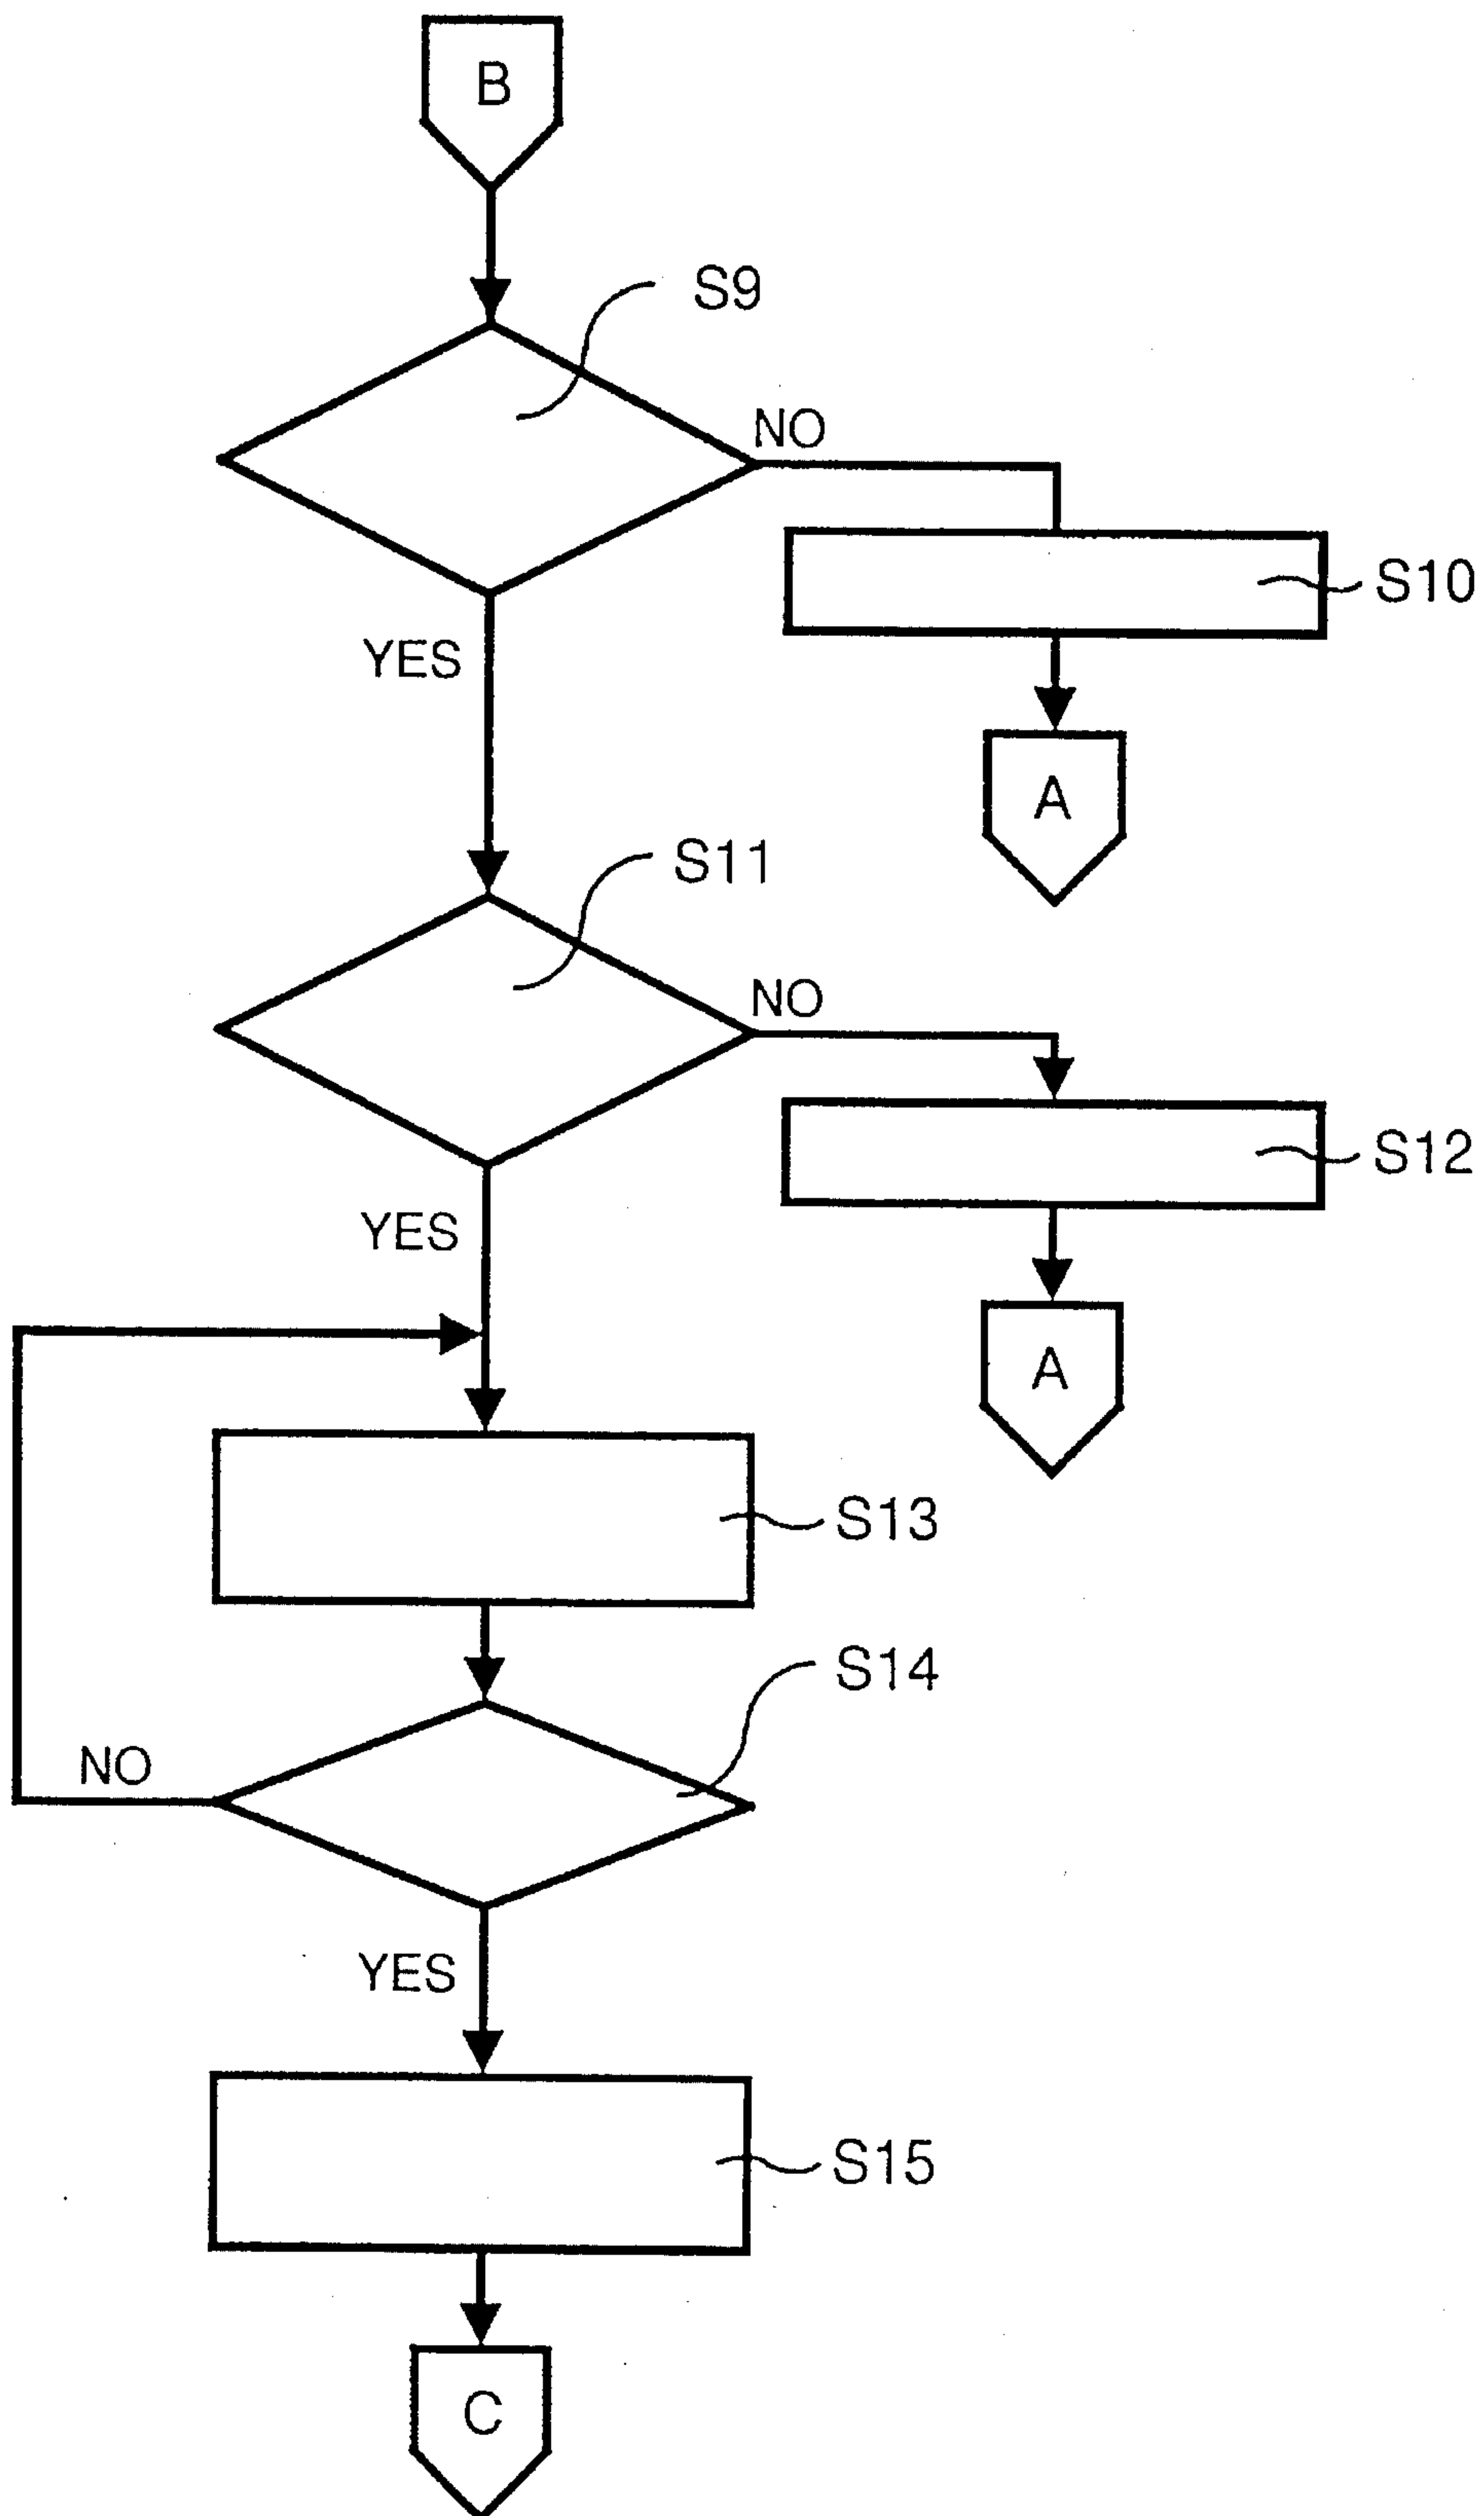 B
S9
NO
S10
YES
A
S11
NO
S12
YES
A
S13
S14
NO
YES
S15
C